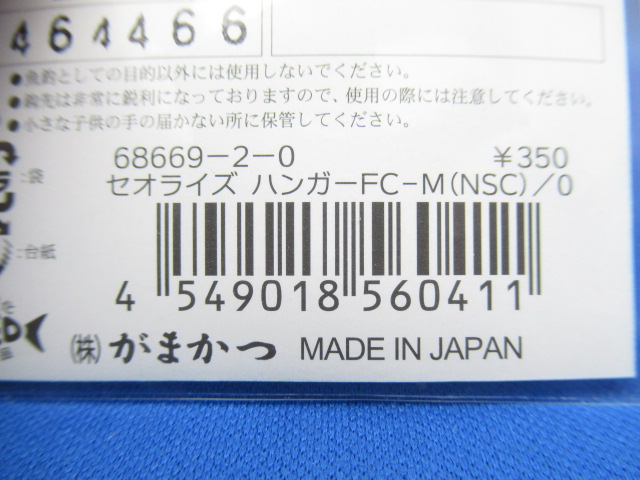 464466
●魚釣としての目的以外には使用しないでください。
●鈎先は非常に鋭利になっておりますので、使用の際には注意してください。
●小さな子供の手の届かない所に保管してください。
68669-2-0 ¥350
セオライズ ハンガーFC-M(NSC)/0
:袋
:台紙
4 549018 560411
(株)がまかつ MADE IN JAPAN